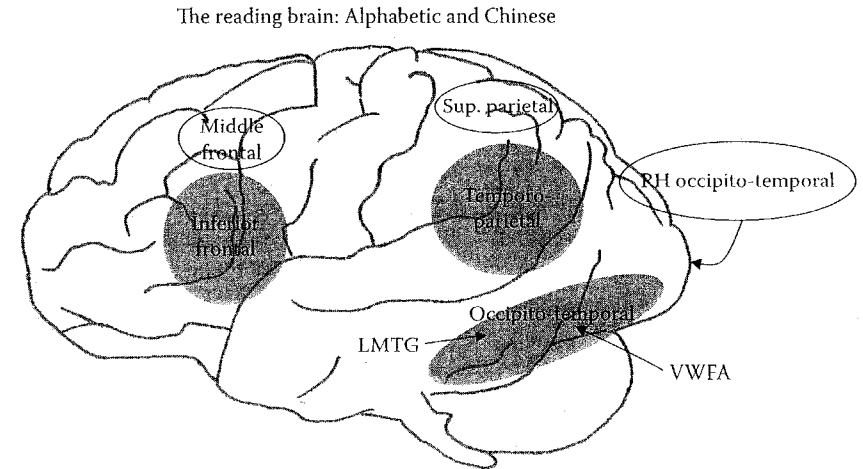 The reading brain: Alphabetic and Chinese
Sup. parietal
Middle
frontal
RH occipito-temporal
Temporo-
parietal
Inferior
frontal
Occipito-temporal
LMTG
VWFA